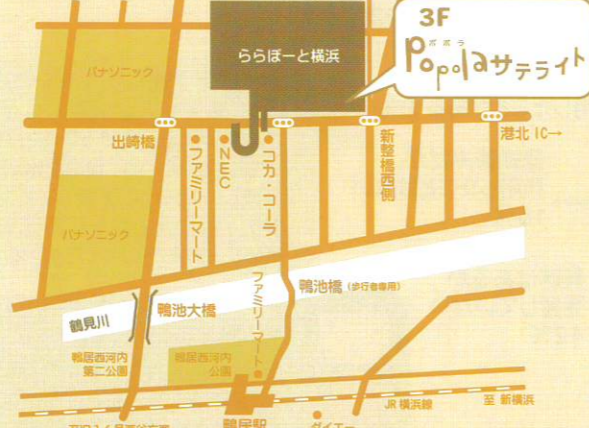 3F
ポポラ
Popolaサテライト
ららぽーと横浜
パナソニック
出崎橋
ファミリーマート
NEC
コカ・コーラ
新整橋西側
港北 IC→
パナソニック
鶴見川
鴨池大橋
鴨池橋(歩行者専用)
ファミリーマート
鴨居西河内
第二公園
鴨居西河内
公園
鴨居駅
ダイエー
JR 横浜線
至 新横浜